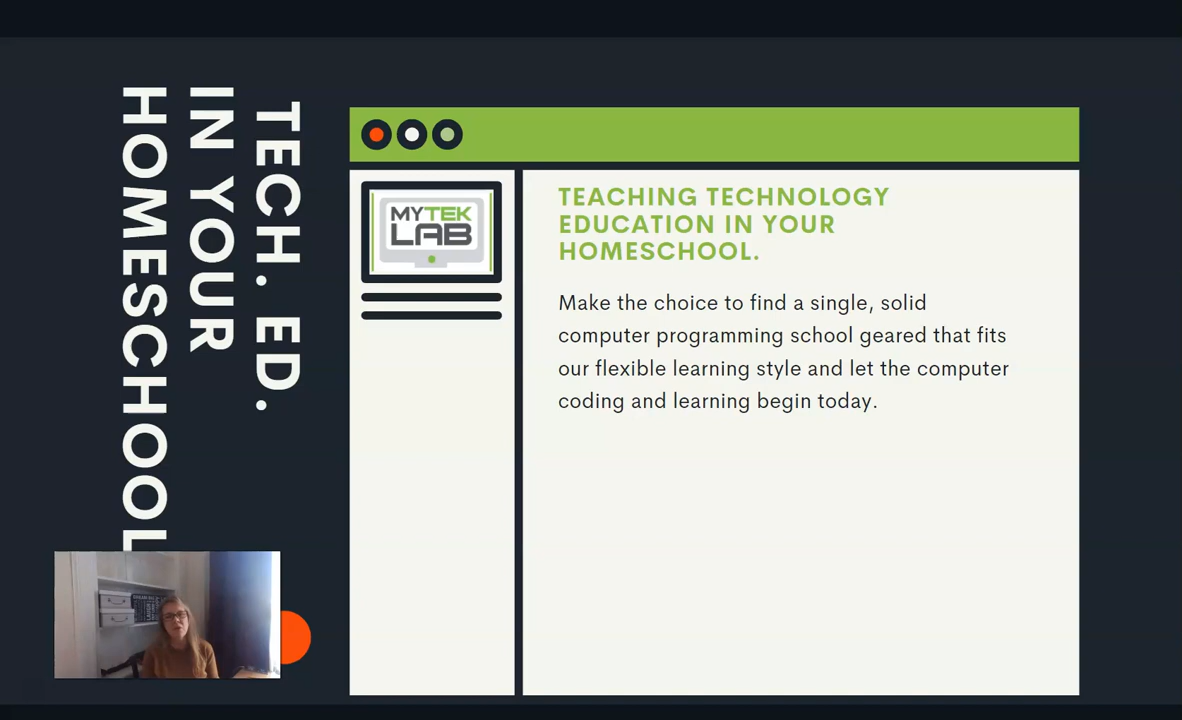 TECH. ED.
IN YOUR
HOMESCHOOL
MYTEK
LAB
TEACHING TECHNOLOGY
EDUCATION IN YOUR
HOMESCHOOL.
Make the choice to find a single, solid
computer programming school geared that fits
our flexible learning style and let the computer
coding and learning begin today.